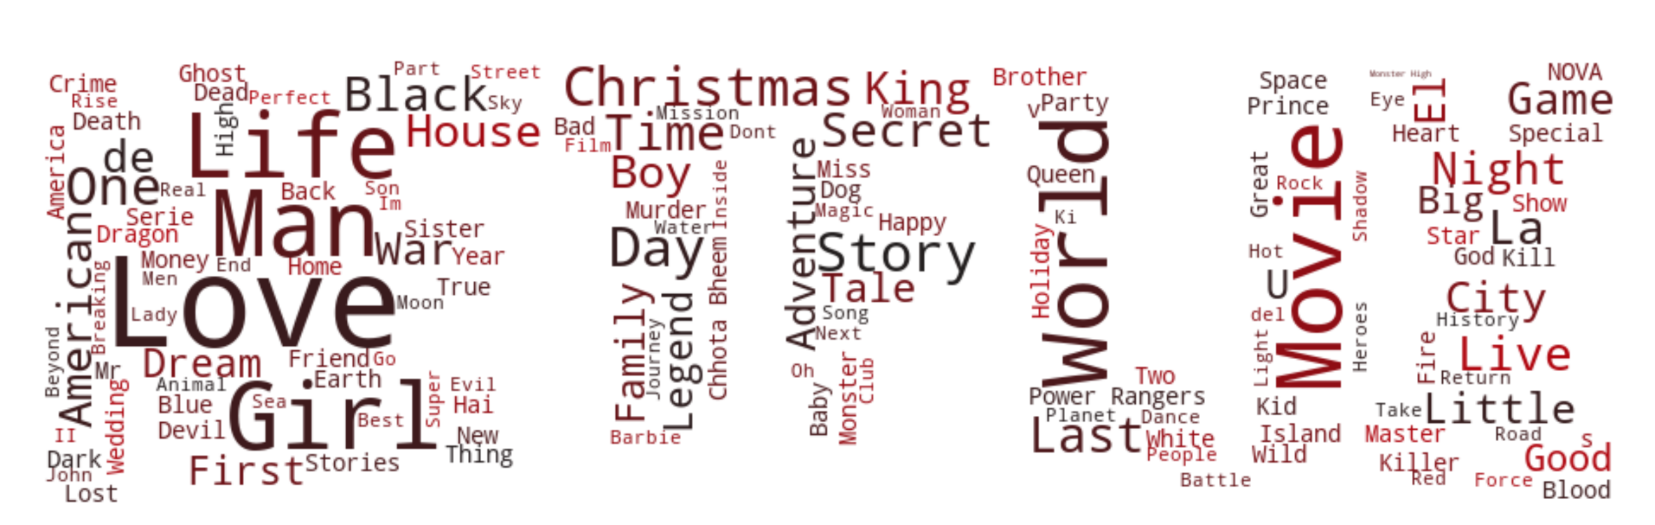 Crime
Rise
Death
America
Ghost
Dead
Perfect
High
Black
Part
Street
Sky
Life
House
de
One
Real
Back
Son
Im
Man
Serie
Dragon
American
Sister
War
Year
Money
Men
End
Home
Love
Lady
Moon
True
Breaking
Beyond
Mr
Dream
Friend
Go
Animal
Earth
Blue
Sea
Girl
Best
Super
Evil
Hai
Devil
New
Thing
II
Wedding
Dark
John
Lost
First
Stories
Christmas
King
Mission
Woman
Bad
Film
Time
Dont
Secret
Boy
Inside
Miss
Dog
Murder
Magic
Water
Happy
Day
Adventure
Story
Chhota Bheem
Tale
Family
Journey
Legend
Song
Next
Oh
Baby
Monster
Club
Barbie
Brother
v
Party
World
Queen
Ki
Holiday
Two
Power Rangers
Planet
Dance
Last
White
People
Battle
Space
Prince
Great
Rock
Movie
Shadow
Hot
U
del
Light
Heroes
Kid
Island
Wild
Monster High
Eye
El
Heart
NOVA
Game
Special
Night
Big
Show
Star
La
God
Kill
City
History
Fire
Live
Return
Take
Little
Master
Road
s
Killer
Good
Red
Force
Blood